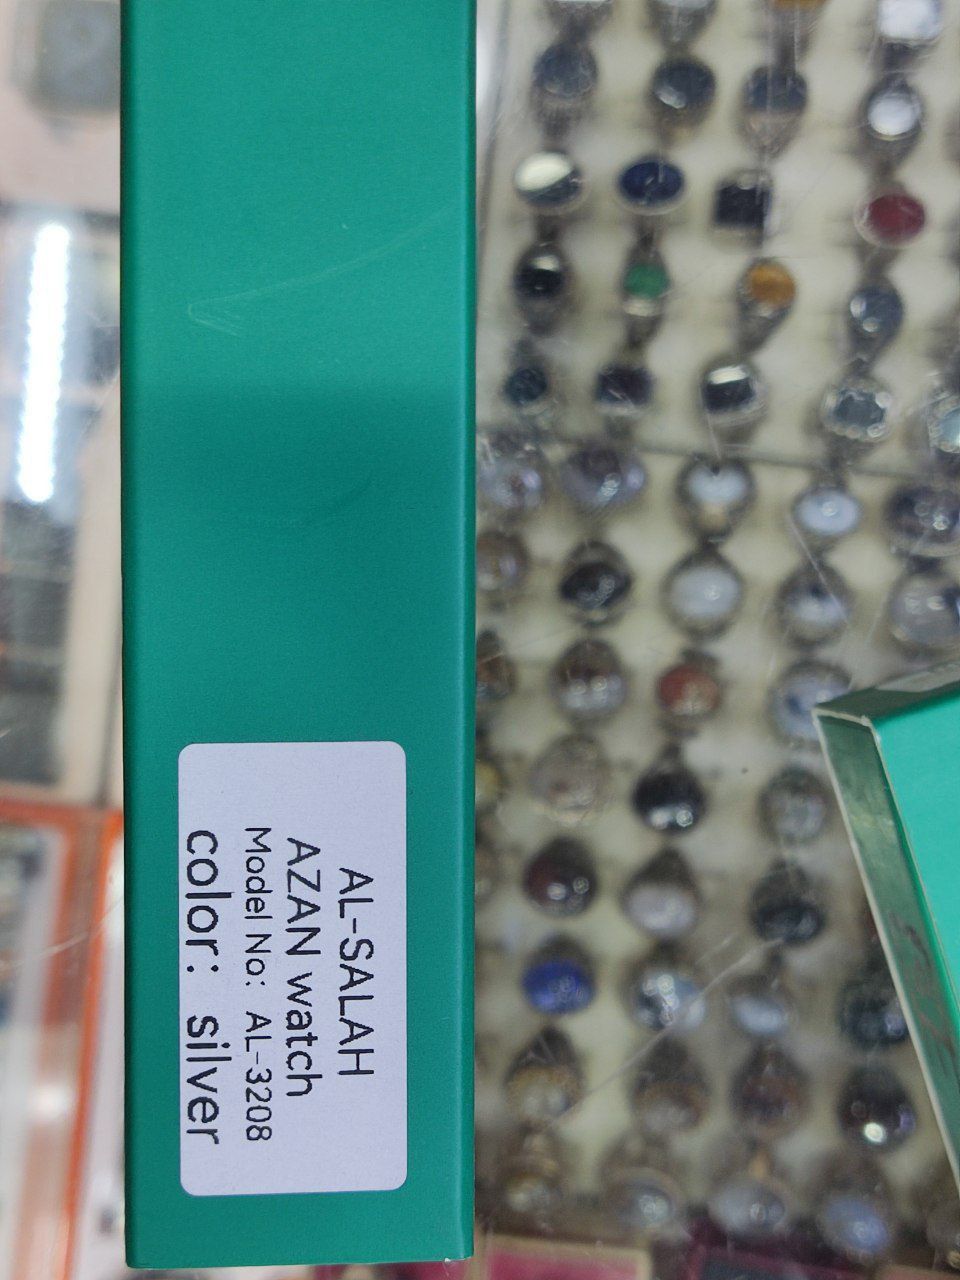 AL-SALAH
AZAN watch
Model No: AL-3208
color: silver